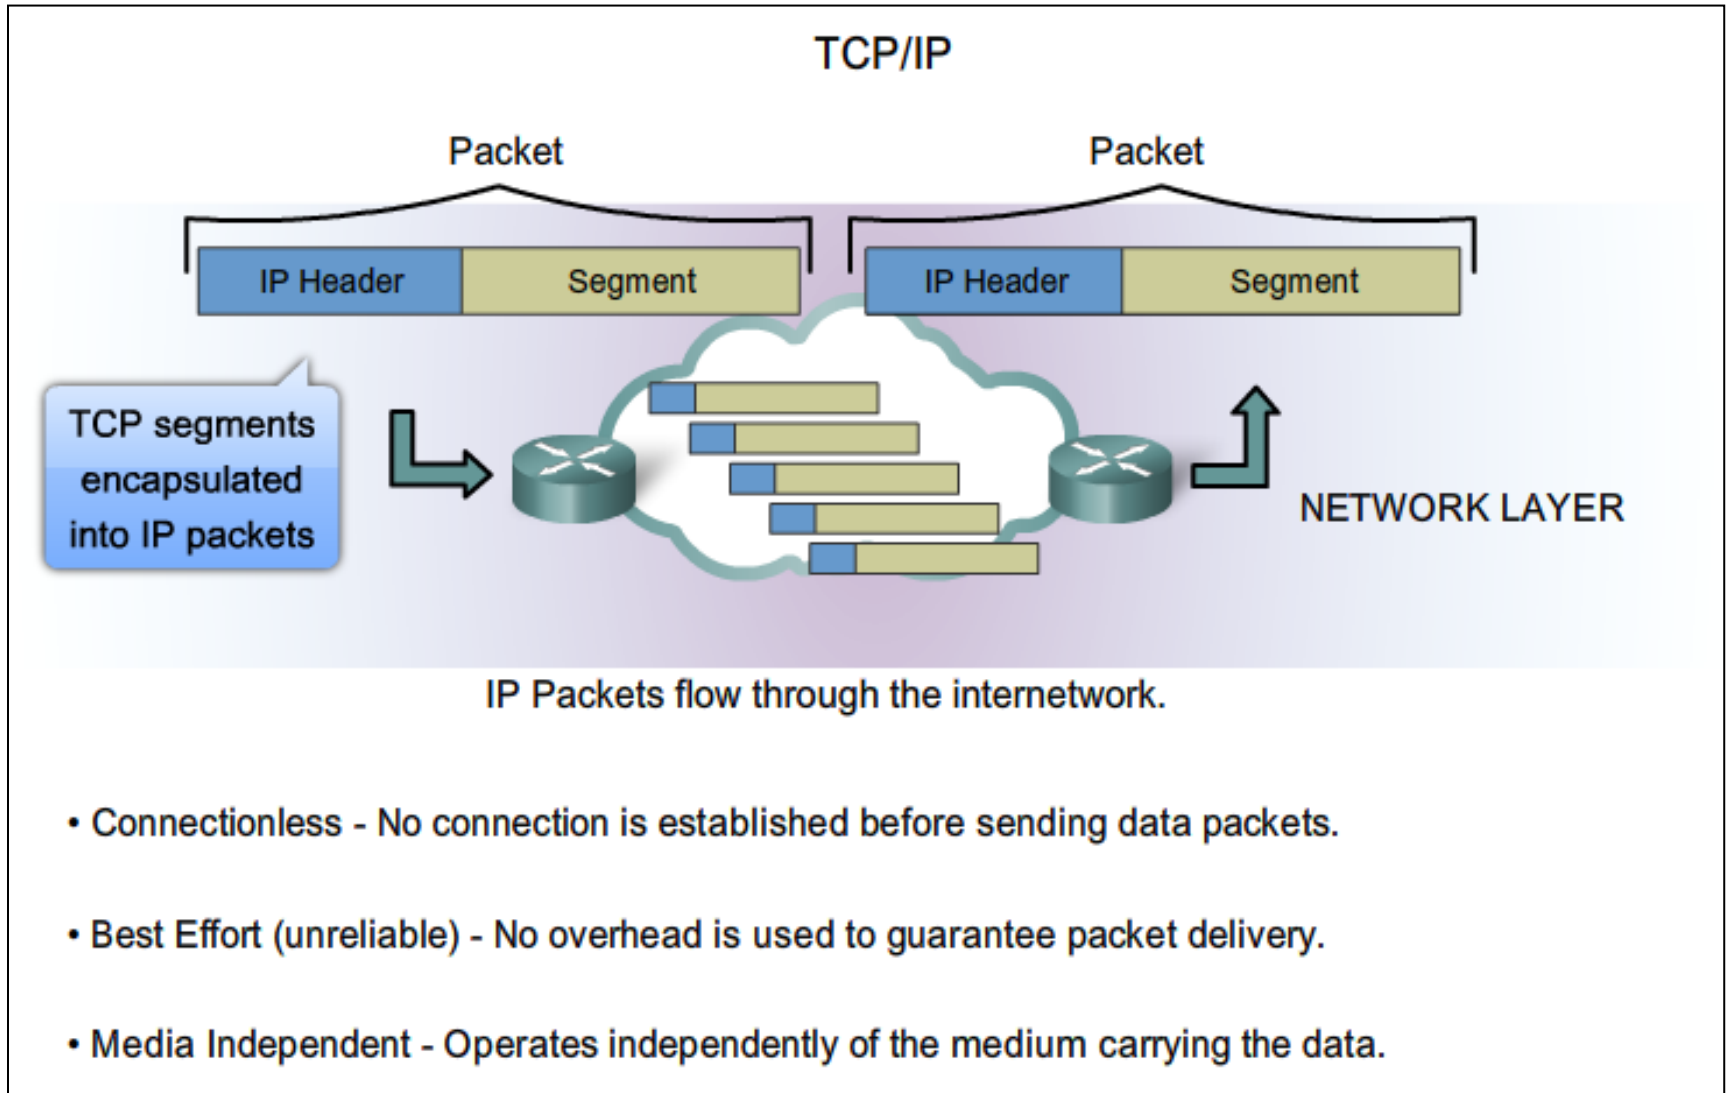 TCP/IP
Packet
Packet
IP Header
Segment
IP Header
Segment
TCP segments
encapsulated
into IP packets
NETWORK LAYER
IP Packets flow through the internetwork.
• Connectionless - No connection is established before sending data packets.
• Best Effort (unreliable) - No overhead is used to guarantee packet delivery.
• Media Independent - Operates independently of the medium carrying the data.